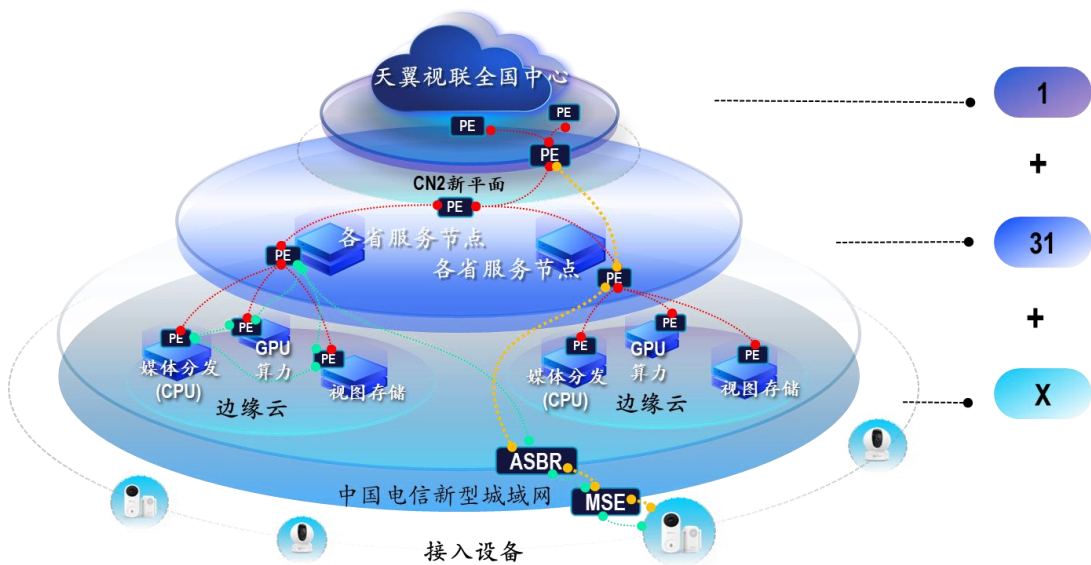 天翼视联全国中心
1
PE
PE
PE
+
CN2新平面
PE
各省服务节点
31
各省服务节点
PE
PE
+
PE
PE
PE
GPU
算力
PE
媒体分发
(CPU)
视图存储
边缘云
PE
PE
GPU
算力
PE
媒体分发
(CPU)
视图存储
边缘云
X
ASBR
中国电信新型城域网
MSE
接入设备